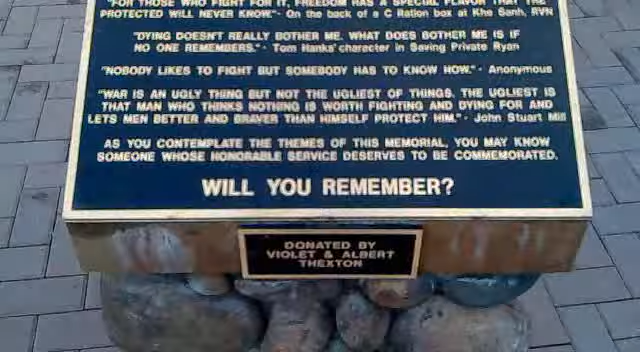 "FOR THOSE WHO FIGHT FOR IT, FREEDOM HAS A SPECIAL FLAVOR THAT THE
PROTECTED WILL NEVER KNOW" - On the back of a C Ration box at Khe Sanh, RVN
"DYING DOESN'T REALLY BOTHER ME. WHAT DOES BOTHER ME IS IF
NO ONE REMEMBERS." - Tom Hanks' character in Saving Private Ryan
"NOBODY LIKES TO FIGHT BUT SOMEBODY HAS TO KNOW HOW." - Anonymous
"WAR IS AN UGLY THING BUT NOT THE UGLIEST OF THINGS. THE UGLIEST IS
THAT MAN WHO THINKS NOTHING IS WORTH FIGHTING AND DYING FOR AND
LETS MEN BETTER AND BRAVER THAN HIMSELF PROTECT HIM." - John Stuart Mill
AS YOU CONTEMPLATE THE THEMES OF THIS MEMORIAL, YOU MAY KNOW
SOMEONE WHOSE HONORABLE SERVICE DESERVES TO BE COMMEMORATED.
WILL YOU REMEMBER?
DONATED BY
VIOLET & ALBERT
THEXTON